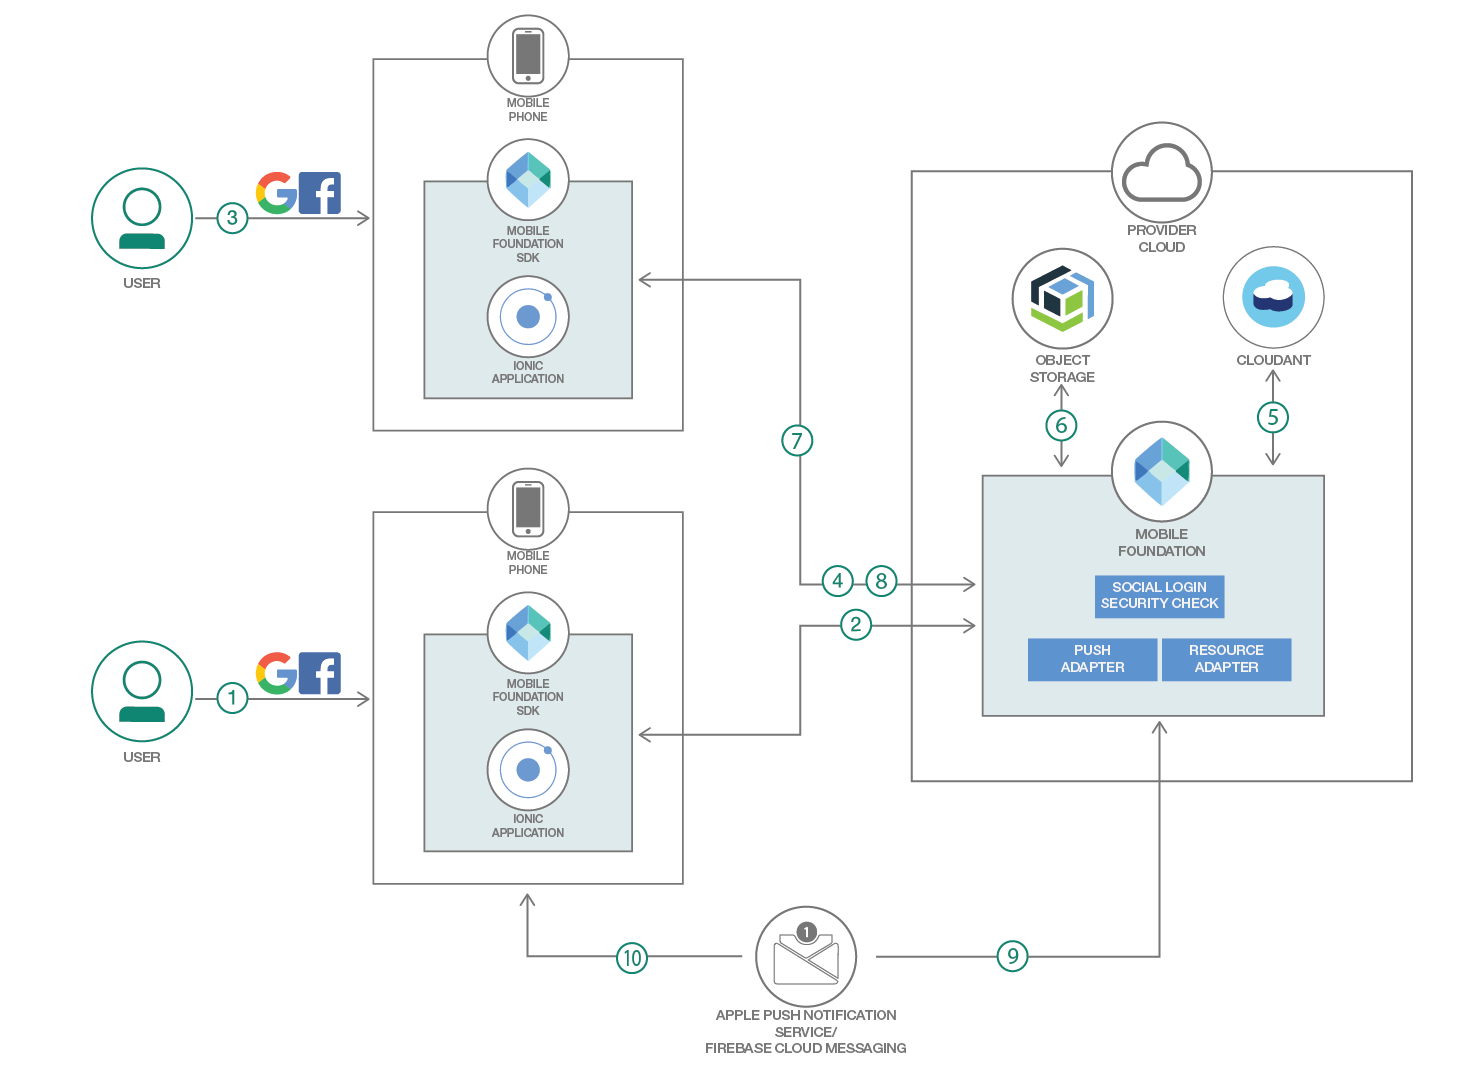 MOBILE
PHONE
MOBILE
FOUNDATION
SDK
IONIC
APPLICATION
3
USER
PROVIDER
CLOUD
OBJECT
STORAGE
CLOUDANT
6
5
7
MOBILE
FOUNDATION
SOCIAL LOGIN
SECURITY CHECK
PUSH
ADAPTER
RESOURCE
ADAPTER
4
8
2
MOBILE
PHONE
MOBILE
FOUNDATION
SDK
IONIC
APPLICATION
1
USER
10
9
1
APPLE PUSH NOTIFICATION
SERVICE/
FIREBASE CLOUD MESSAGING